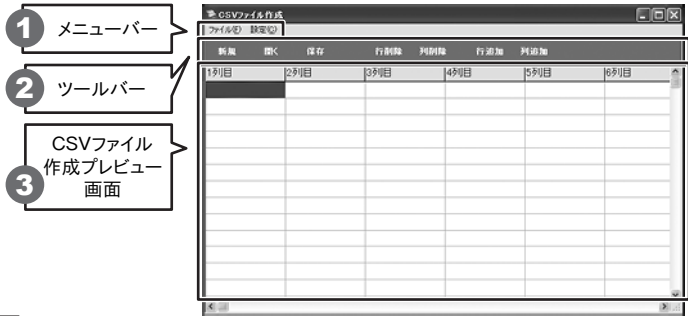 1 メニューバー
2 ツールバー
3 CSVファイル
作成プレビュー
画面
CSVファイル作成
ファイル(F) 設定(C)
新規 開く 保存 行削除 列削除 行追加 列追加
1列目 2列目 3列目 4列目 5列目 6列目